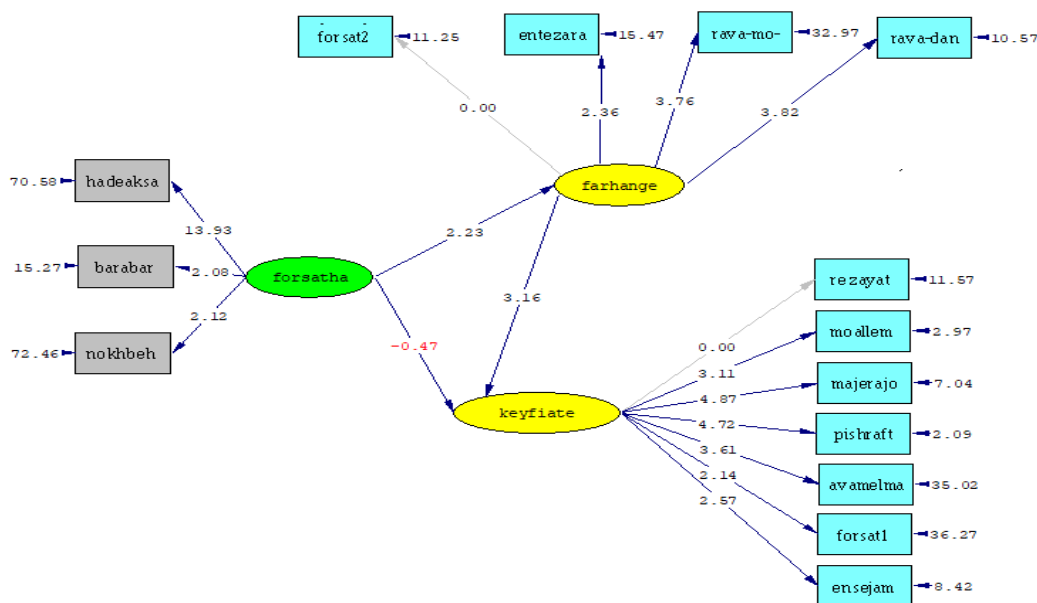 forsat2
11.25
entezara
15.47
rava-mo-
32.97
rava-dan
10.57
0.00
2.36
3.76
3.82
hadeaksa
70.58
farhange
13.93
2.23
barabar
15.27
2.08
forsatha
rezayat
11.57
3.16
2.12
moallem
2.97
nokhbeh
72.46
-0.47
0.00
3.11
majerajo
7.04
4.87
keyfiate
4.72
pishraft
2.09
3.61
2.14
avamelma
35.02
2.57
forsat1
36.27
ensejam
8.42